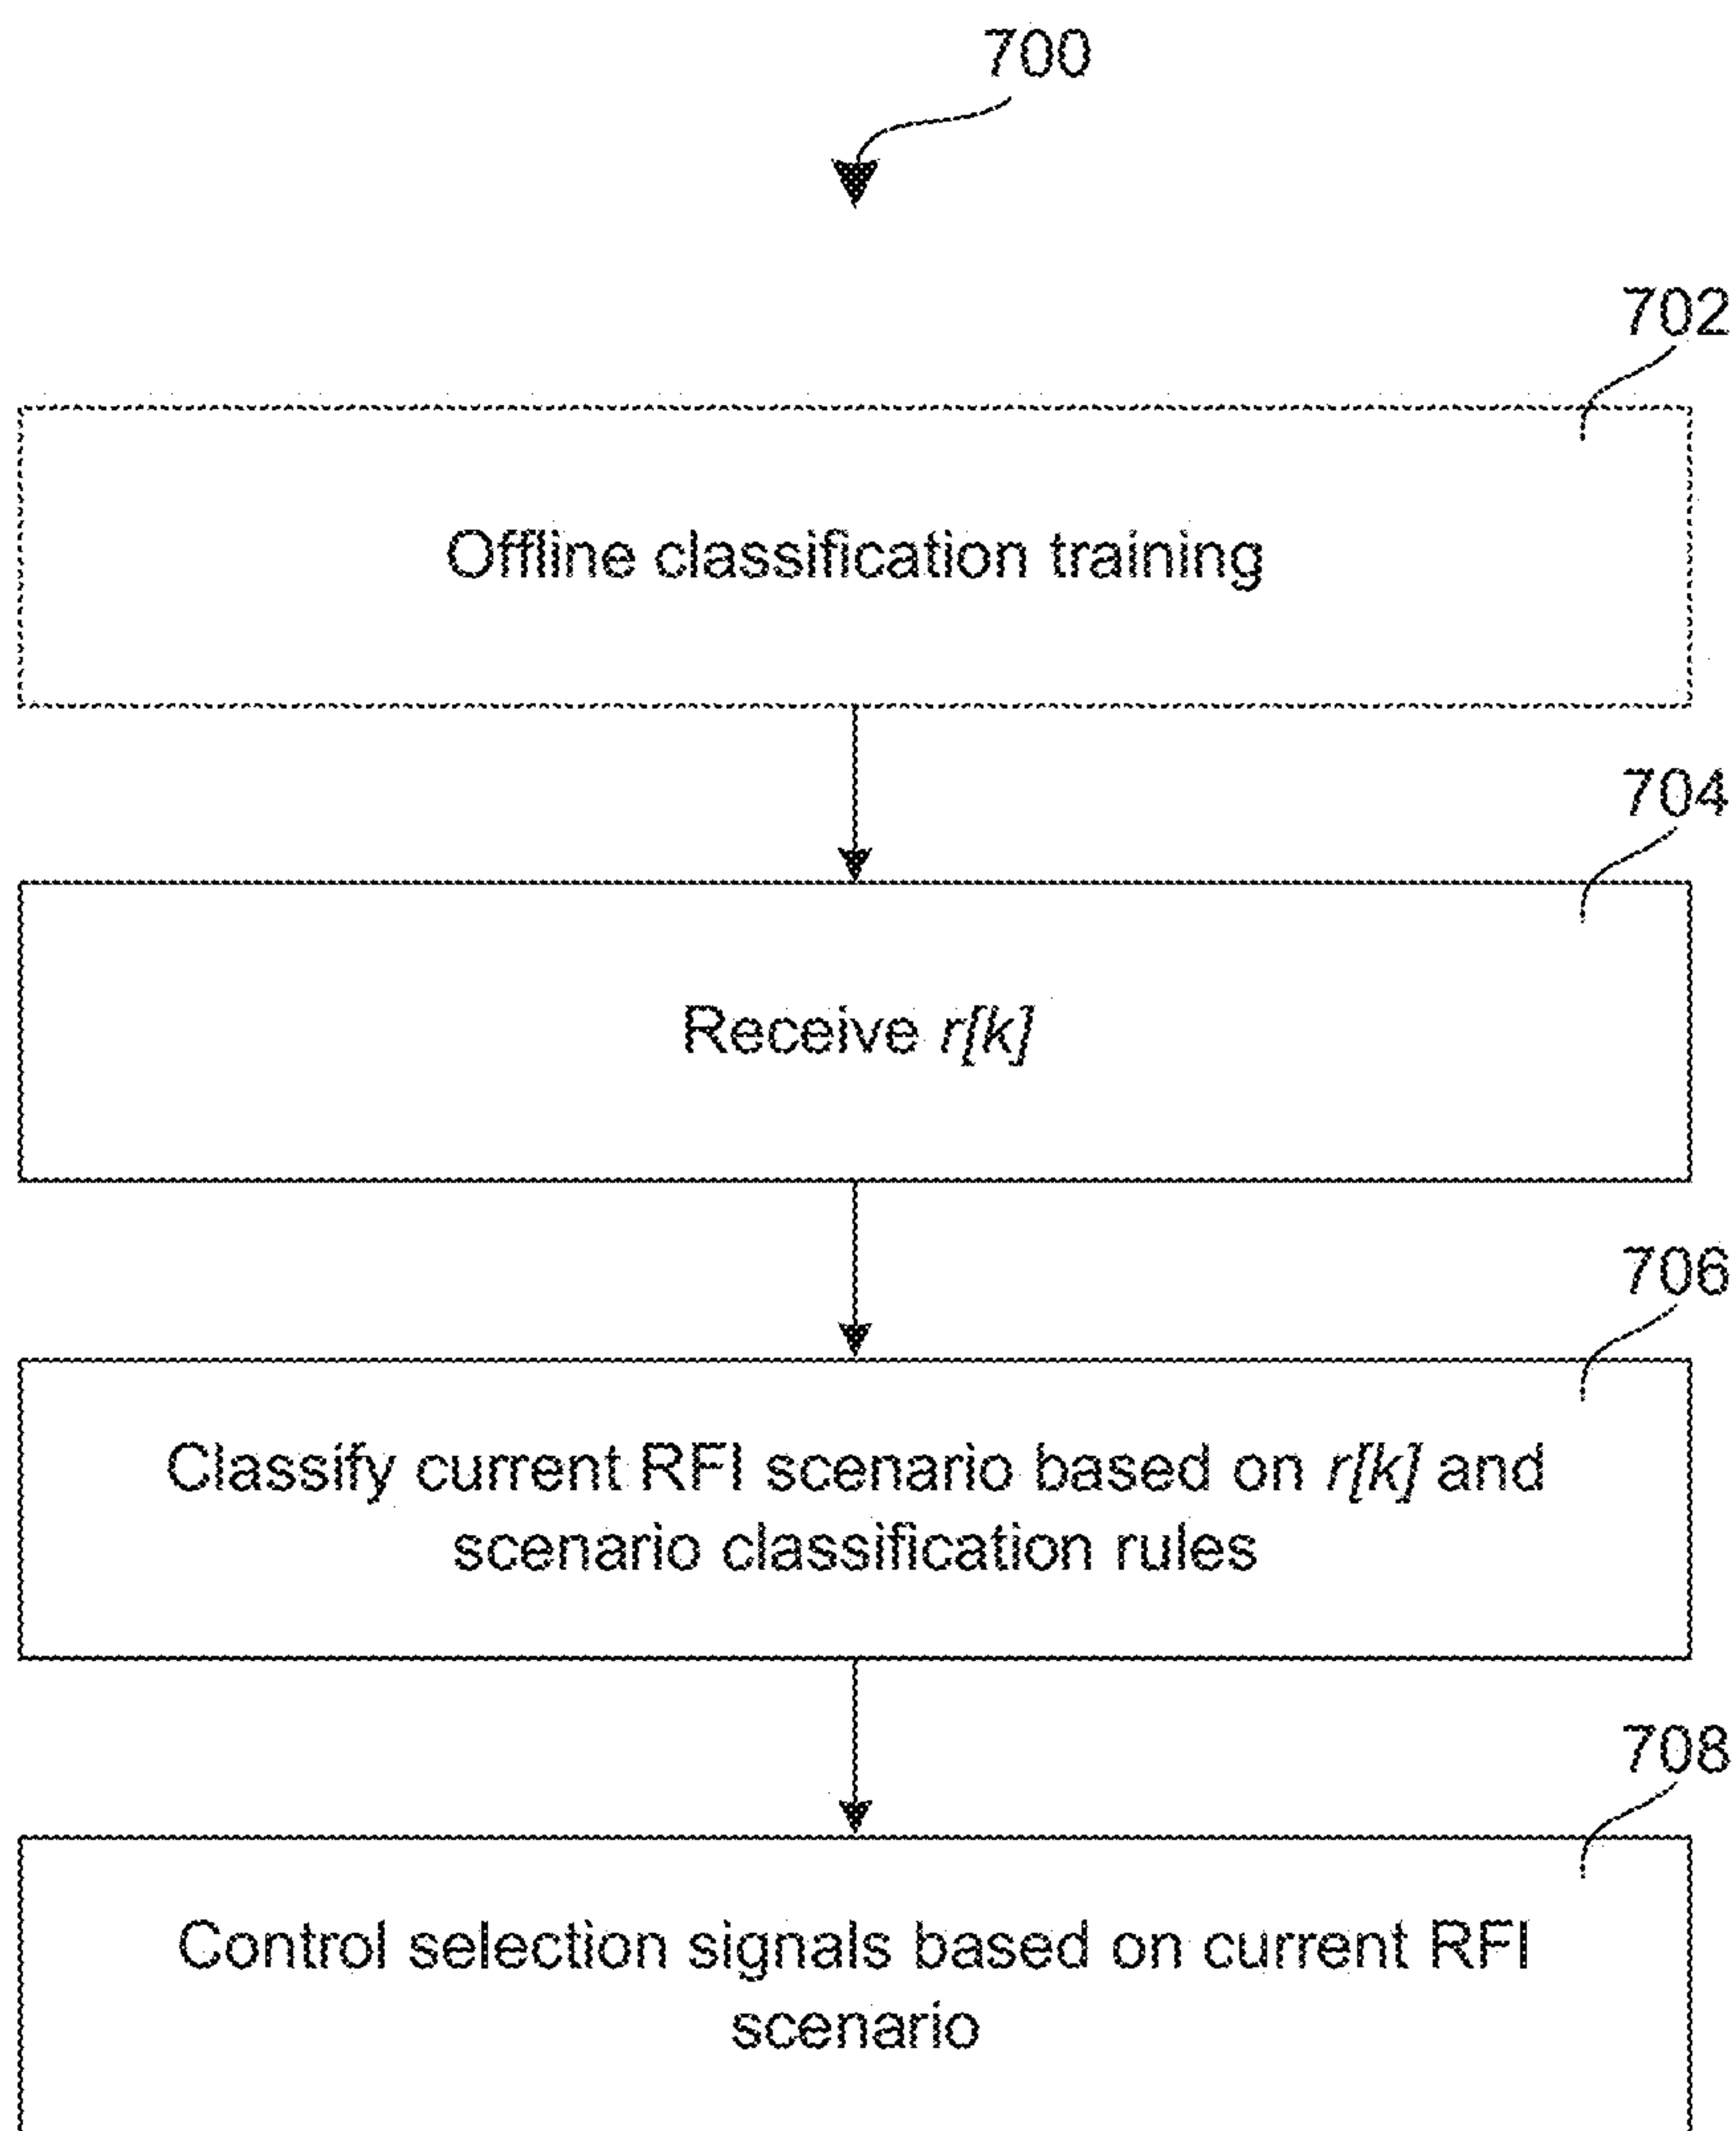 700
702
Offline classification training
704
Receive r[k]
706
Classify current RFI scenario based on r[k] and
scenario classification rules
708
Control selection signals based on current RFI
scenario